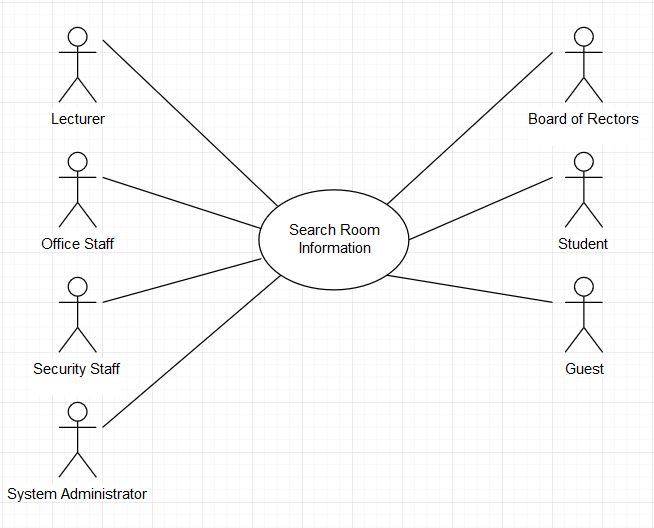 Lecturer
Board of Rectors
Office Staff
Student
Search Room
Information
Security Staff
Guest
System Administrator